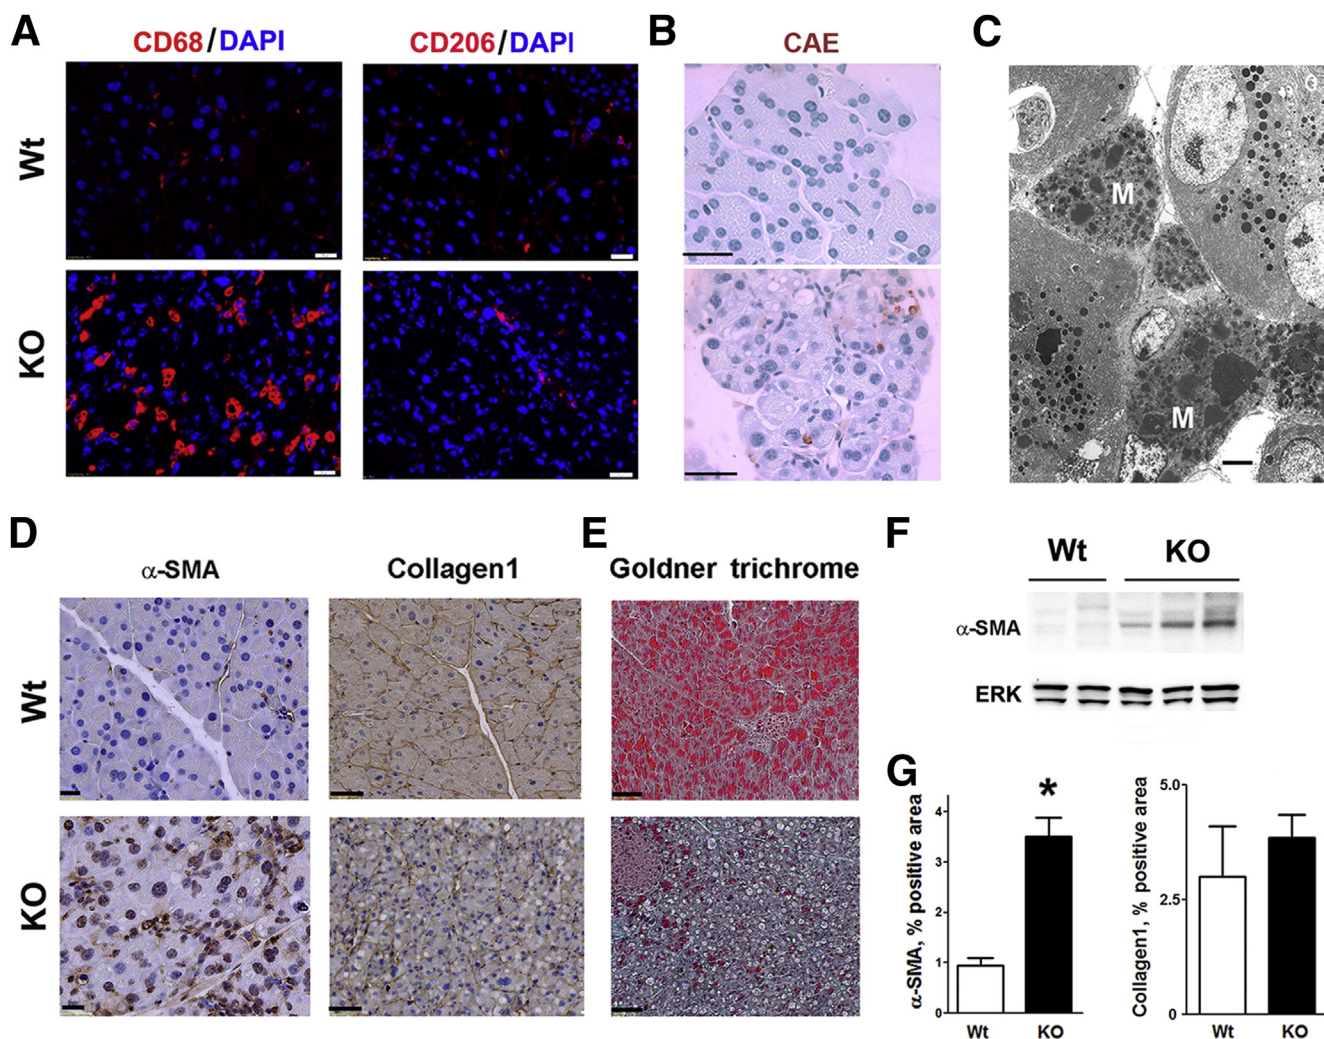 A
CD68/DAPI
CD206/DAPI
B
CAE
C
Wt
KO
M
M
D
α-SMA
Collagen1
E
Goldner trichrome
Wt
KO
F
Wt
KO
α-SMA
ERK
G
α-SMA, % positive area
4
3
2
1
0
*
Wt
KO
Collagen1, % positive area
5.0
2.5
0
Wt
KO